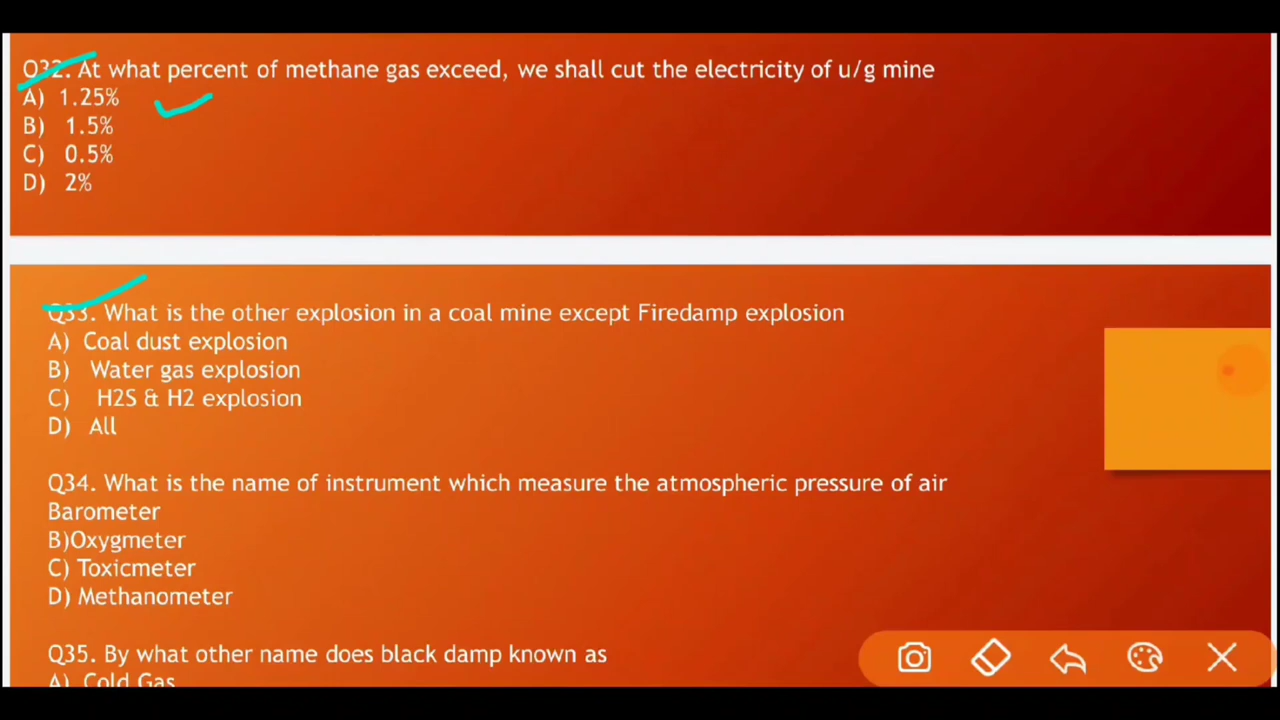 Q32. At what percent of methane gas exceed, we shall cut the electricity of u/g mine
A) 1.25%
B) 1.5%
C) 0.5%
D) 2%
Q33. What is the other explosion in a coal mine except Firedamp explosion
A) Coal dust explosion
B) Water gas explosion
C) H2S & H2 explosion
D) All
Q34. What is the name of instrument which measure the atmospheric pressure of air
Barometer
B)Oxygmeter
C) Toxicmeter
D) Methanometer
Q35. By what other name does black damp known as
A) Cold Gas